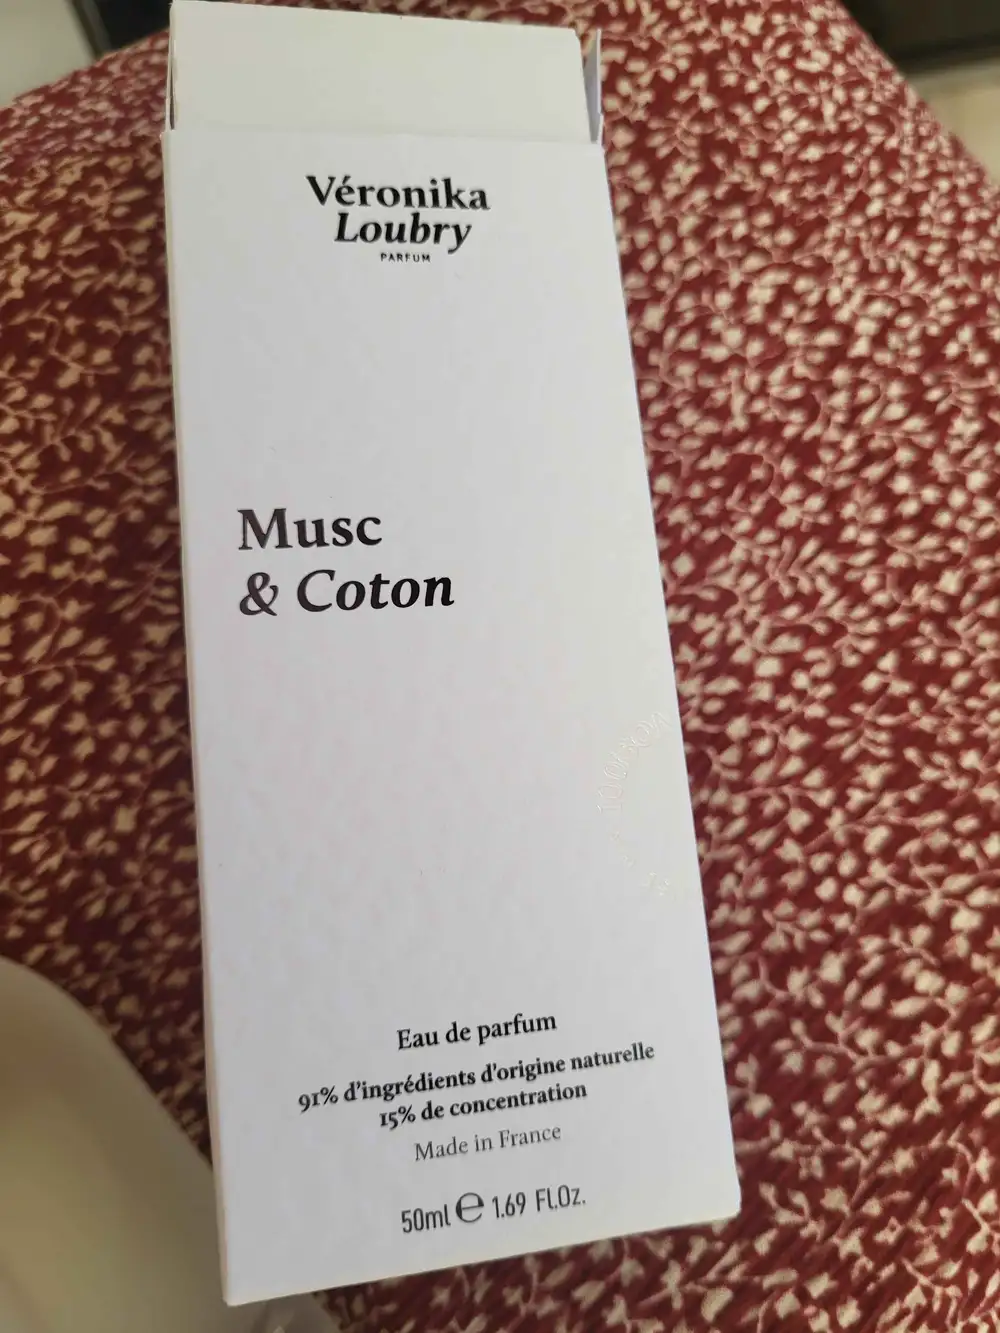 Véronika
Loubry
PARFUM
Musc
& Coton
Eau de parfum
91% d'ingrédients d'origine naturelle
15% de concentration
Made in France
50ml ℮ 1.69 Fl.Oz.